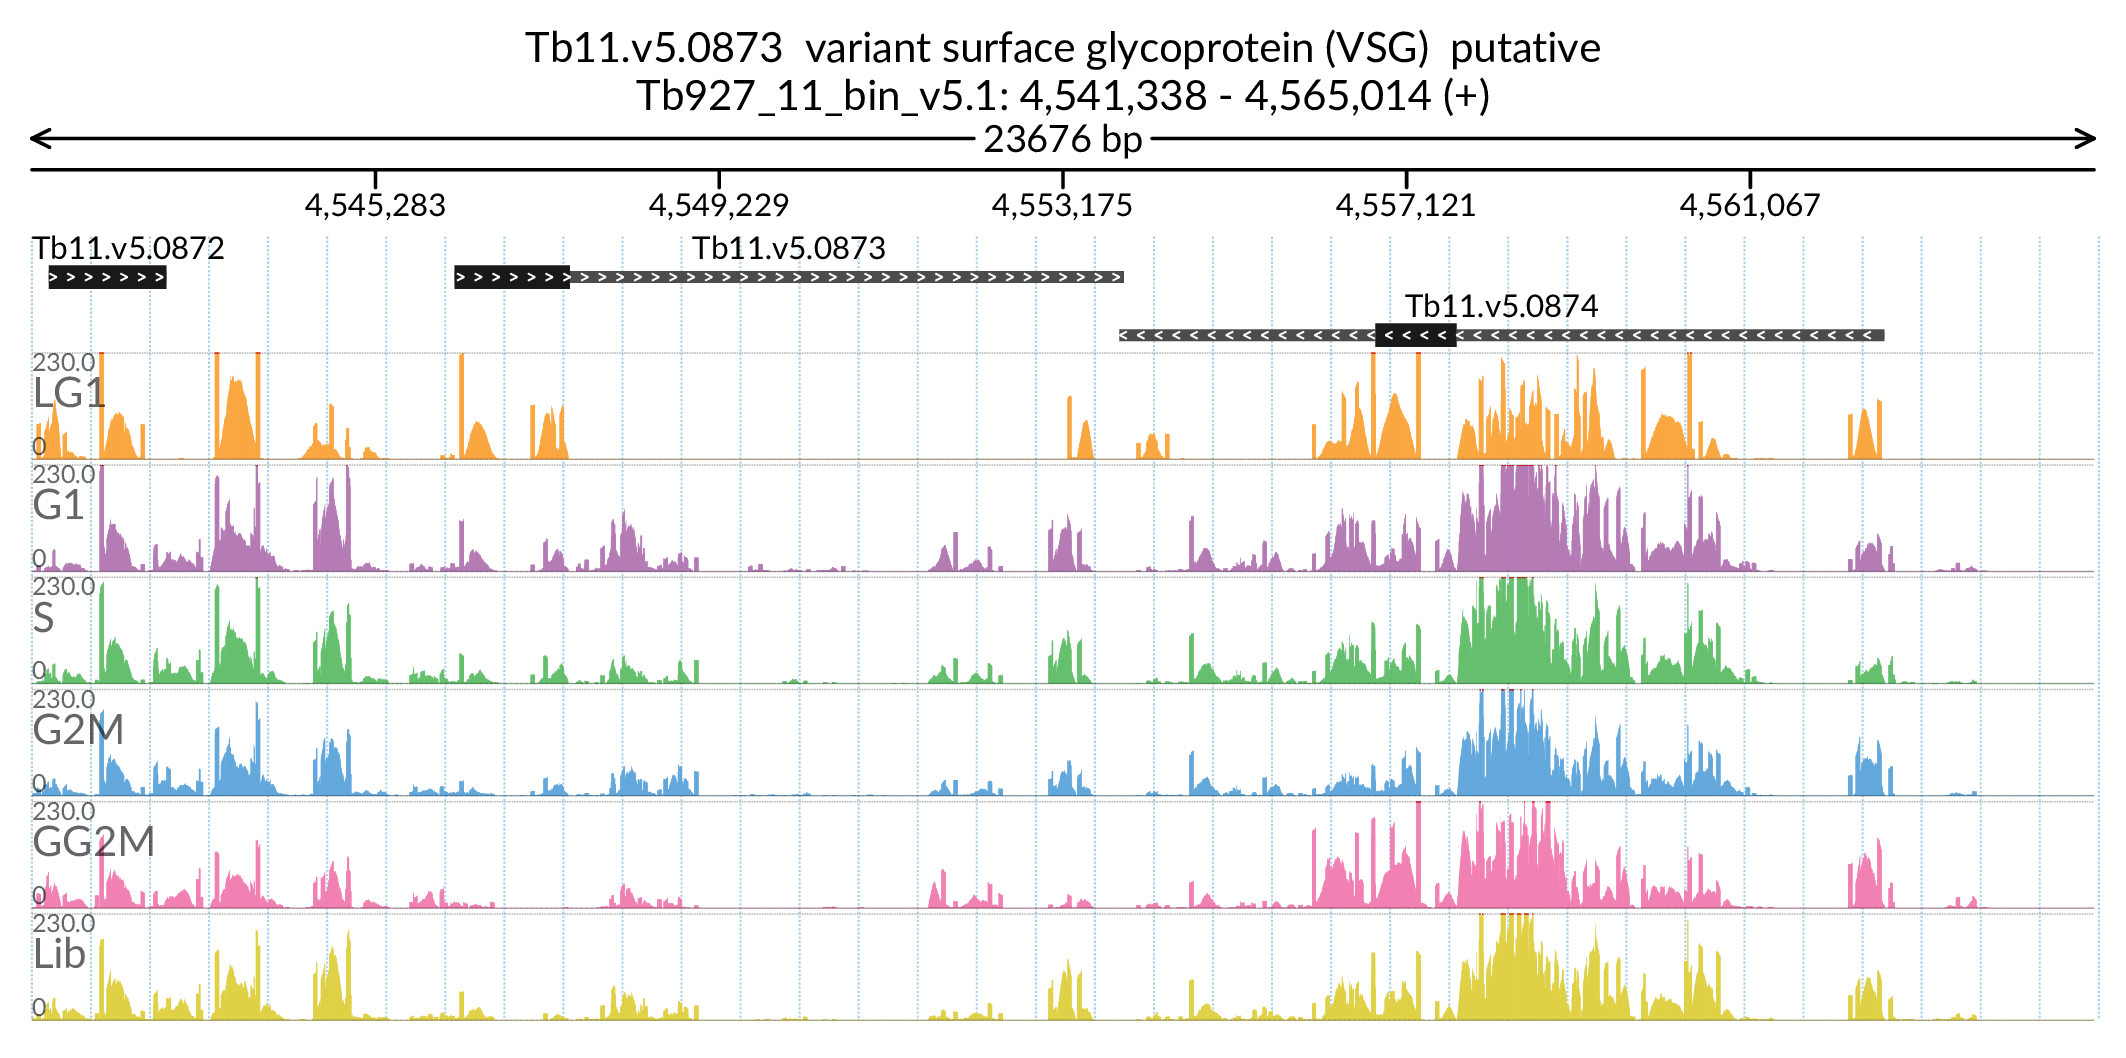 Tb11.v5.0873  variant surface glycoprotein (VSG)  putative
Tb927_11_bin_v5.1: 4,541,338 - 4,565,014 (+)
23676 bp
4,545,283 4,549,229 4,553,175 4,557,121 4,561,067
Tb11.v5.0872 Tb11.v5.0873
Tb11.v5.0874
230.0
LG1
0
230.0
G1
0
230.0
S
0
230.0
G2M
0
230.0
GG2M
0
230.0
Lib
0